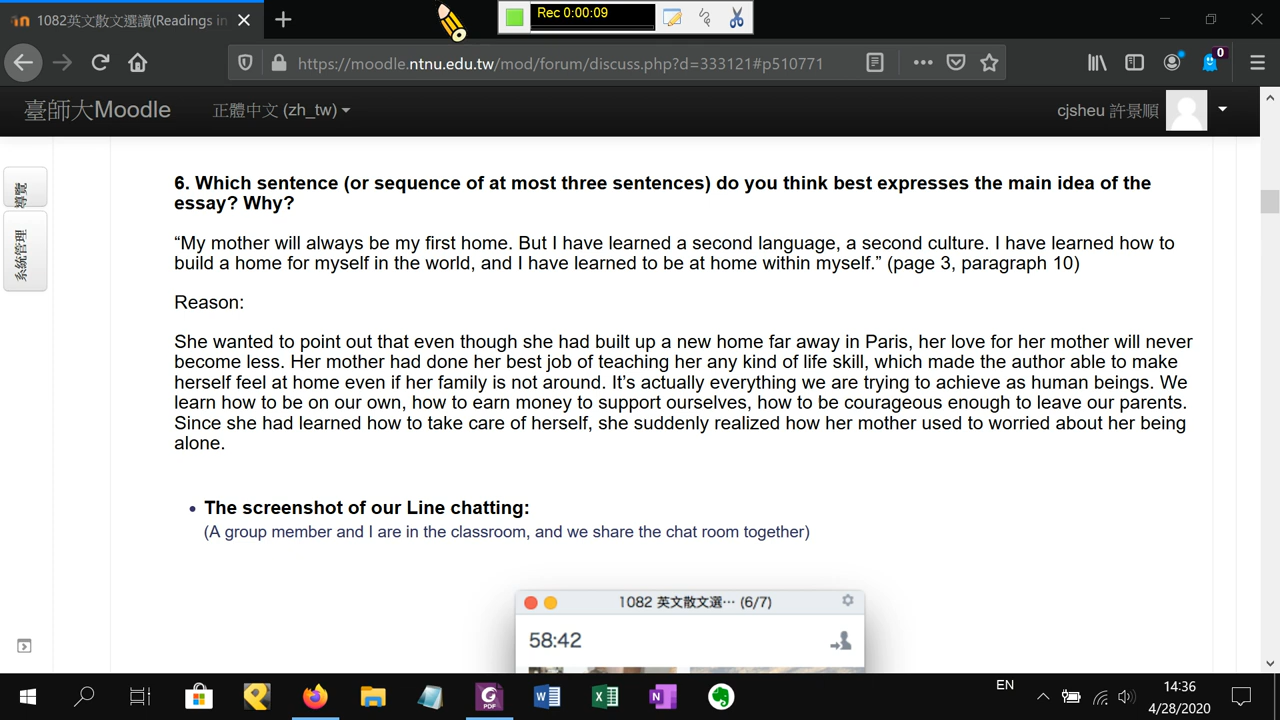 1082英文散文選讀(Readings in
Rec 0:00:09
https://moodle.ntnu.edu.tw/mod/forum/discuss.php?d=333121#p510771
0
臺師大Moodle
正體中文 (zh_tw)
cjsheu 許景順
導覽
系統管理
6. Which sentence (or sequence of at most three sentences) do you think best expresses the main idea of the
essay? Why?
“My mother will always be my first home. But I have learned a second language, a second culture. I have learned how to
build a home for myself in the world, and I have learned to be at home within myself.” (page 3, paragraph 10)
Reason:
She wanted to point out that even though she had built up a new home far away in Paris, her love for her mother will never
become less. Her mother had done her best job of teaching her any kind of life skill, which made the author able to make
herself feel at home even if her family is not around. It’s actually everything we are trying to achieve as human beings. We
learn how to be on our own, how to earn money to support ourselves, how to be courageous enough to leave our parents.
Since she had learned how to take care of herself, she suddenly realized how her mother used to worried about her being
alone.
The screenshot of our Line chatting:
(A group member and I are in the classroom, and we share the chat room together)
1082 英文散文選… (6/7)
58:42
EN
14:36
4/28/2020